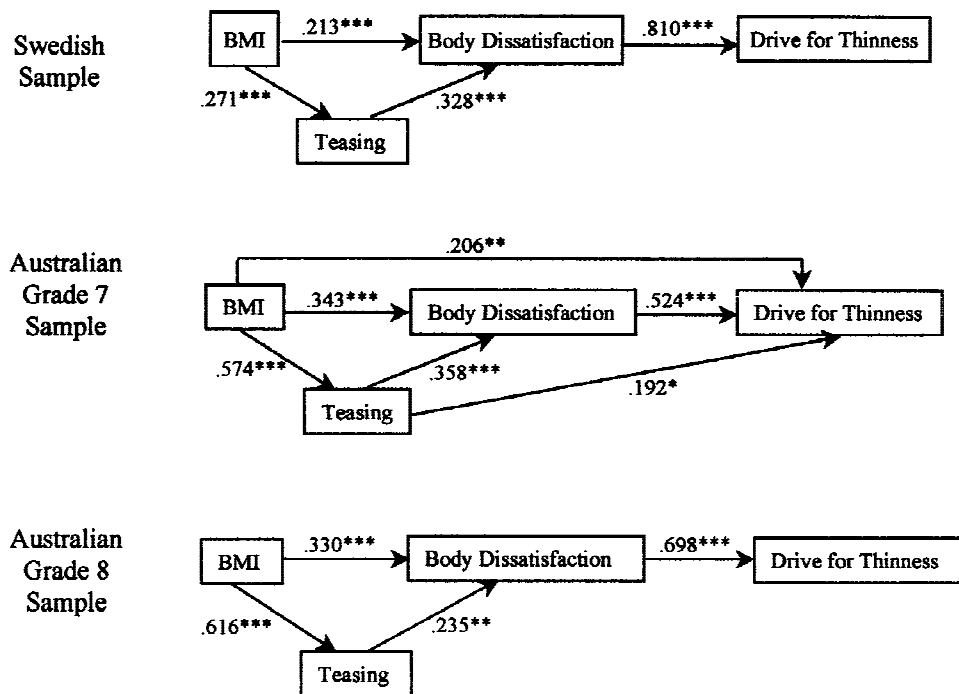 Swedish
Sample
BMI
.213***
Body Dissatisfaction
.810***
Drive for Thinness
.271***
.328***
Teasing
Australian
Grade 7
Sample
.206**
BMI
.343***
Body Dissatisfaction
.524***
Drive for Thinness
.574***
.358***
.192*
Teasing
Australian
Grade 8
Sample
BMI
.330***
Body Dissatisfaction
.698***
Drive for Thinness
.616***
.235**
Teasing